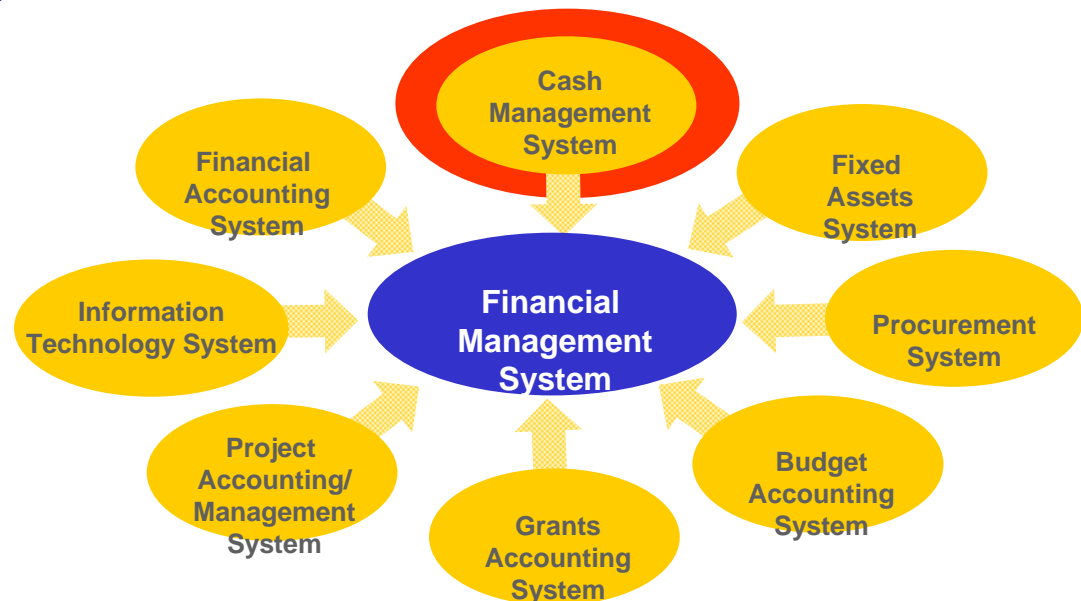 Cash
Management
System
Financial
Accounting
System
Fixed
Assets
System
Information
Technology System
Financial
Management
System
Procurement
System
Project
Accounting/
Management
System
Grants
Accounting
System
Budget
Accounting
System